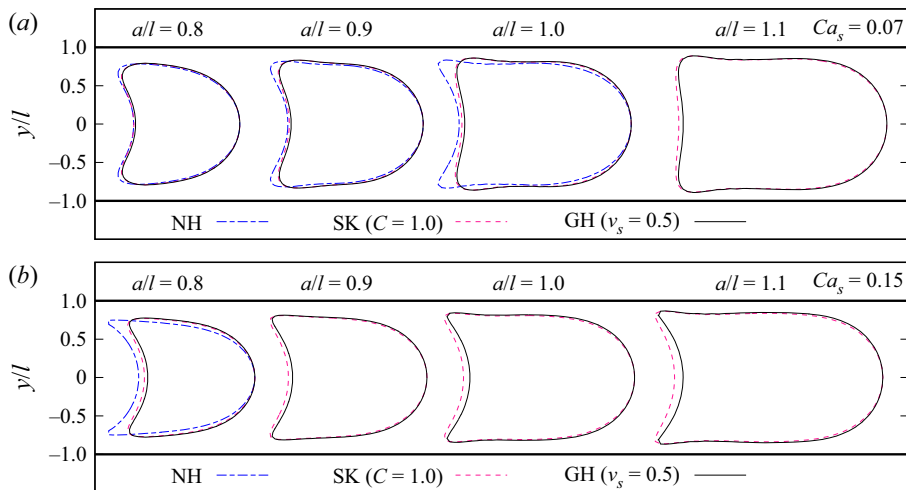 (a) a/l = 0.8 a/l = 0.9 a/l = 1.0 a/l = 1.1 Ca_s = 0.07
1.0
0.5
y/l 0
–0.5
–1.0
NH SK (C = 1.0) GH (ν_s = 0.5)
(b) a/l = 0.8 a/l = 0.9 a/l = 1.0 a/l = 1.1 Ca_s = 0.15
1.0
0.5
y/l 0
–0.5
–1.0
NH SK (C = 1.0) GH (ν_s = 0.5)